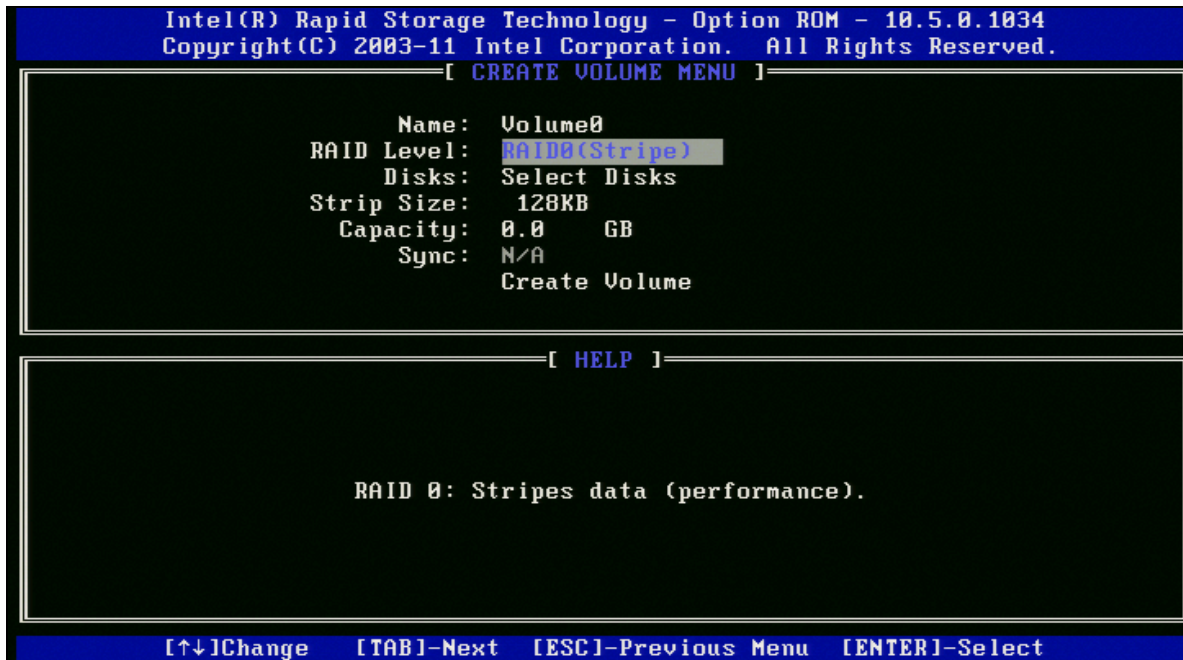 Intel(R) Rapid Storage Technology - Option ROM - 10.5.0.1034
Copyright(C) 2003-11 Intel Corporation.  All Rights Reserved.
[ CREATE VOLUME MENU ]
Name: Volume0
RAID Level: RAID0(Stripe)
Disks: Select Disks
Strip Size: 128KB
Capacity: 0.0 GB
Sync: N/A
Create Volume
[ HELP ]
RAID 0: Stripes data (performance).
[↑↓]Change [TAB]-Next [ESC]-Previous Menu [ENTER]-Select